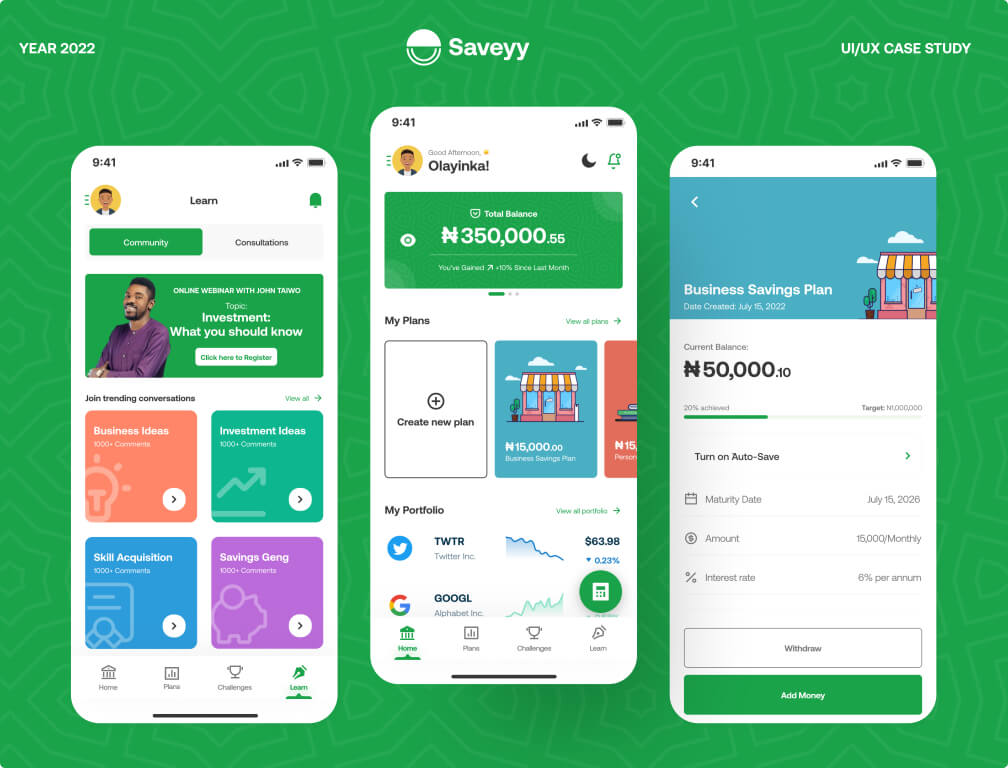 YEAR 2022
Saveyy
UI/UX CASE STUDY
9:41
Learn
Community
Consultations
ONLINE WEBINAR WITH JOHN TAIWO
Topic:
Investment:
What you should know
Click here to Register
Join trending conversations
View all
Business Ideas
1000+ Comments
Investment Ideas
1000+ Comments
Skill Acquisition
1000+ Comments
Savings Geng
1000+ Comments
Home
Plans
Challenges
Learn
9:41
Good Afternoon,
Olayinka!
Total Balance
₦350,000.55
You've Gained ↗ +10% Since Last Month
My Plans
View all plans →
Create new plan
₦15,000.00
Business Savings Plan
₦15,
Person
My Portfolio
View all portfolio →
TWTR
Twitter Inc.
$63.98
0.23%
GOOGL
Alphabet Inc.
Home
Plans
Challenges
Learn
9:41
Business Savings Plan
Date Created: July 15, 2022
Current Balance:
₦50,000.10
20% achieved
Target: N1,000,000
Turn on Auto-Save
Maturity Date
July 15, 2026
Amount
15,000/Monthly
Interest rate
6% per annum
Withdraw
Add Money